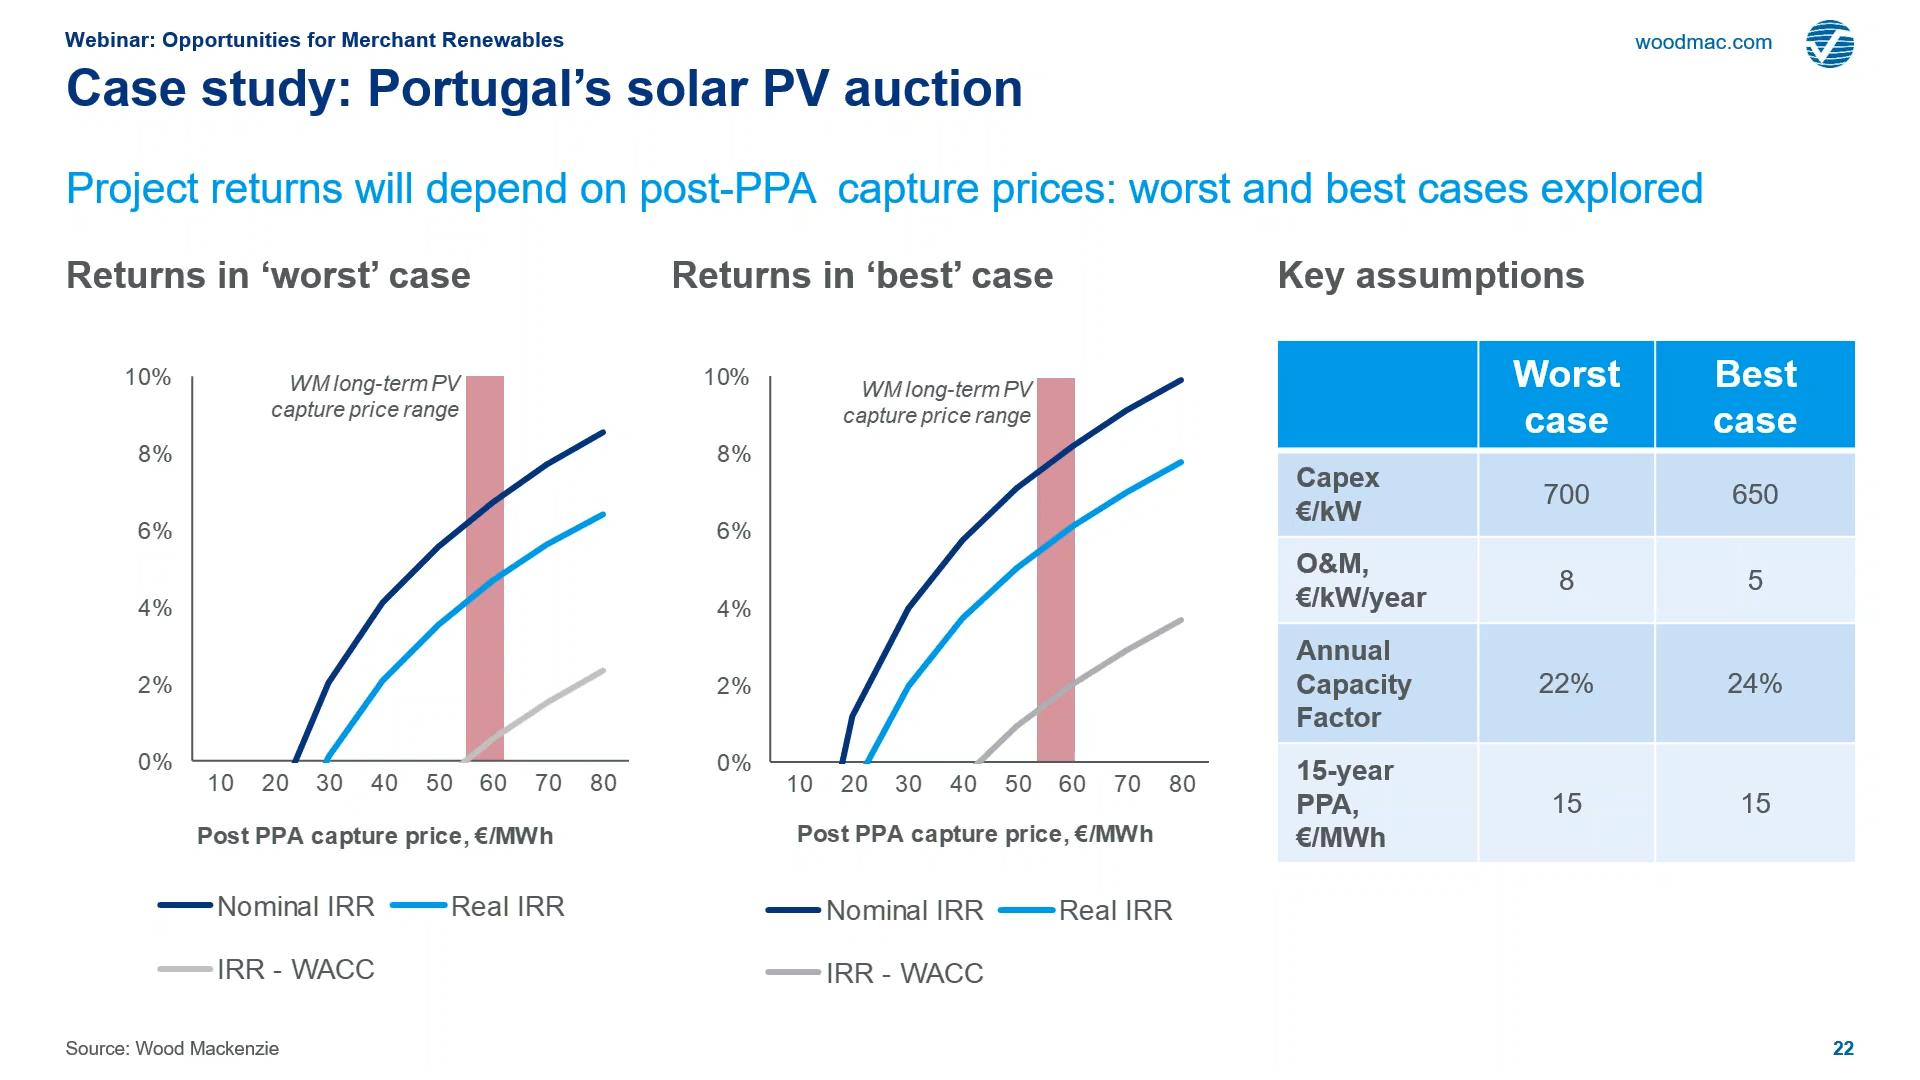 Webinar: Opportunities for Merchant Renewables
woodmac.com
Case study: Portugal’s solar PV auction
Project returns will depend on post-PPA  capture prices: worst and best cases explored
Returns in ‘worst’ case
10%
8%
6%
4%
2%
0%
WM long-term PV
capture price range
10 20 30 40 50 60 70 80
Post PPA capture price, €/MWh
Nominal IRR Real IRR
IRR - WACC
Returns in ‘best’ case
10%
8%
6%
4%
2%
0%
WM long-term PV
capture price range
10 20 30 40 50 60 70 80
Post PPA capture price, €/MWh
Nominal IRR Real IRR
IRR - WACC
Key assumptions
Worst Best
case case
Capex
€/kW
700 650
O&M,
€/kW/year
8 5
Annual
Capacity
Factor
22% 24%
15-year
PPA,
€/MWh
15 15
Source: Wood Mackenzie
22